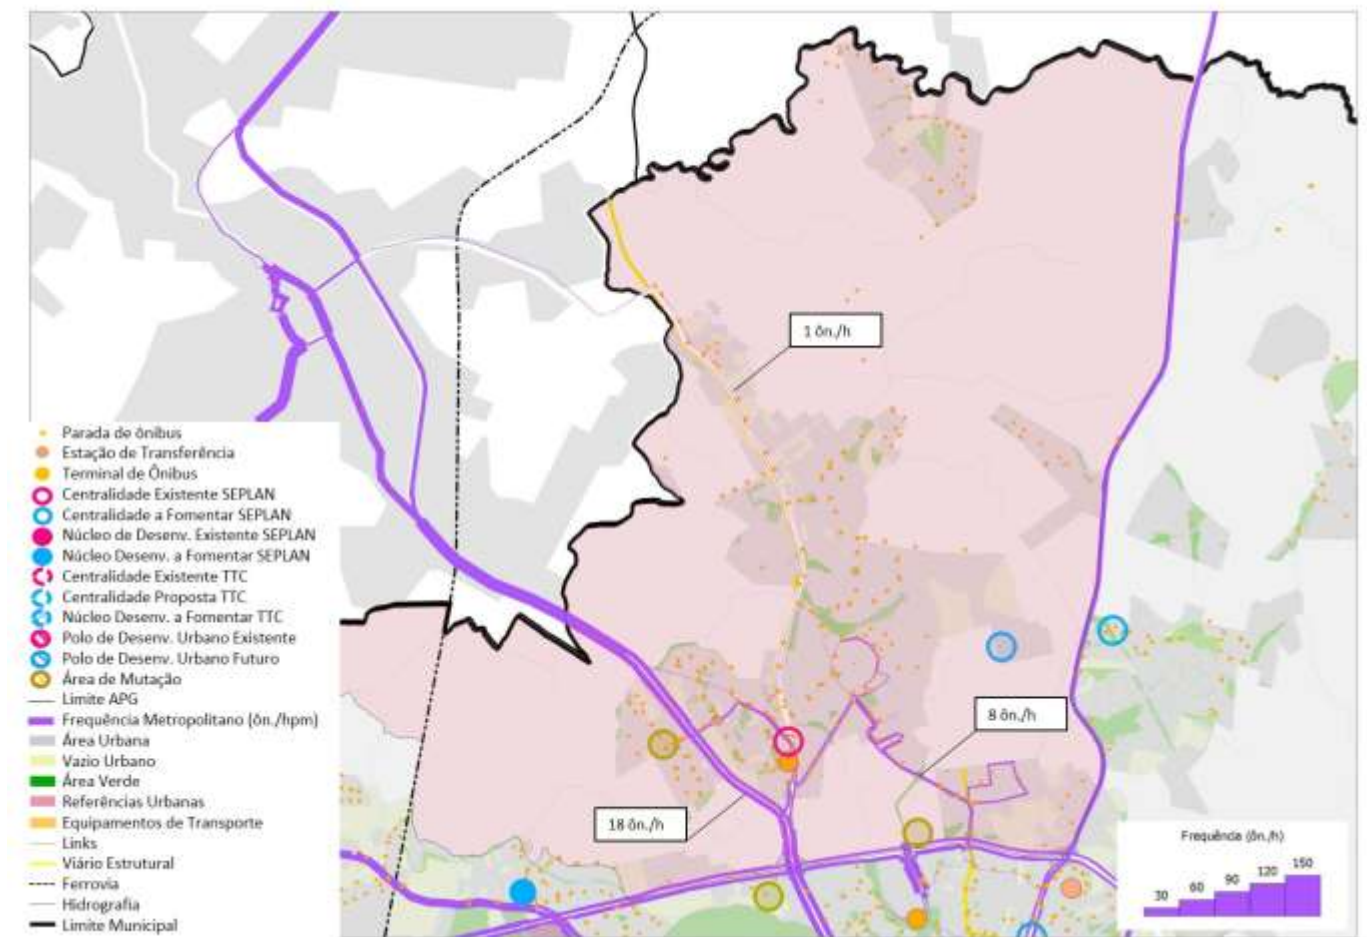 1 ôn./h
Parada de ônibus
Estação de Transferência
Terminal de Ônibus
Centralidade Existente SEPLAN
Centralidade a Fomentar SEPLAN
Núcleo de Desenv. Existente SEPLAN
Núcleo Desenv. a Fomentar SEPLAN
Centralidade Existente TTC
Centralidade Proposta TTC
Núcleo Desenv. a Fomentar TTC
Polo de Desenv. Urbano Existente
Polo de Desenv. Urbano Futuro
Área de Mutação
Limite APG
Frequência Metropolitano (ôn./hpm)
Área Urbana
Vazio Urbano
Área Verde
Referências Urbanas
Equipamentos de Transporte
Links
Viário Estrutural
Ferrovia
Hidrografia
Limite Municipal
8 ôn./h
18 ôn./h
Frequência (ôn./h)
30 60 90 120 150